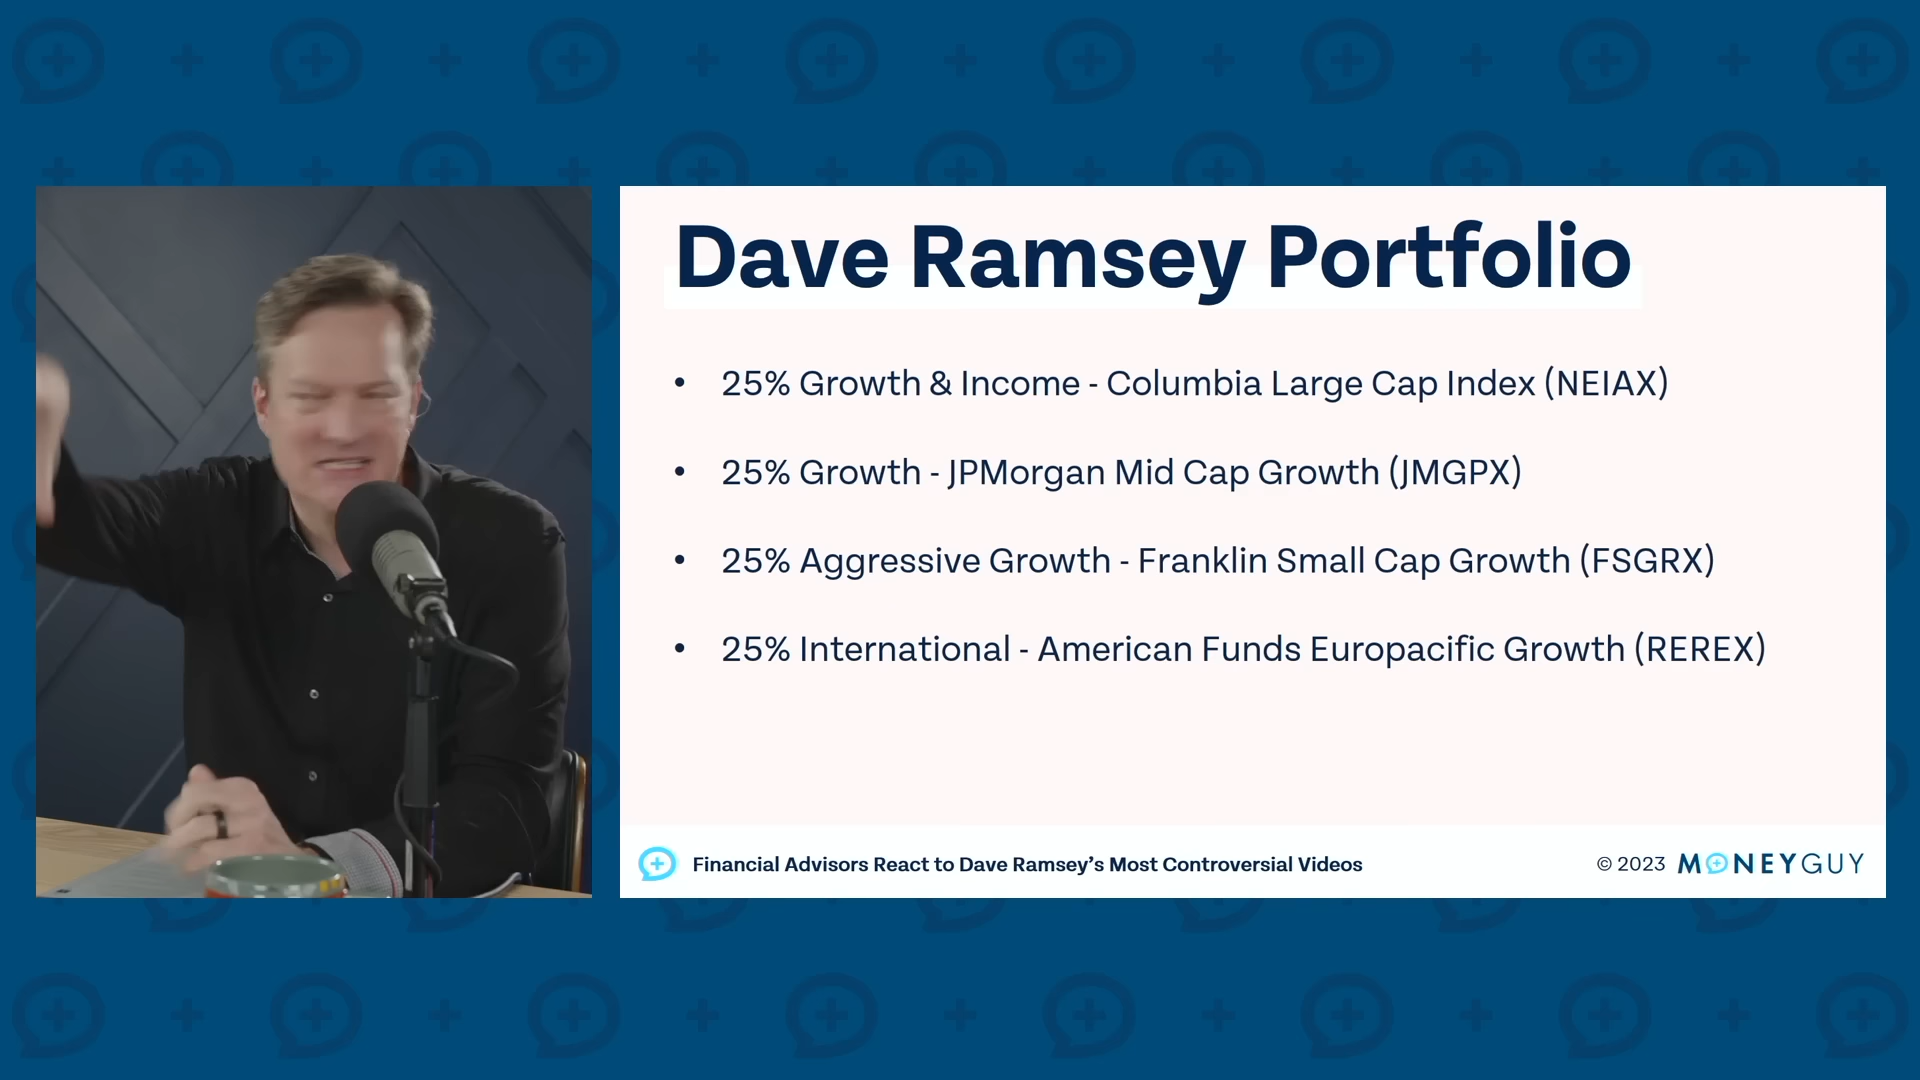 Dave Ramsey Portfolio
• 25% Growth & Income - Columbia Large Cap Index (NEIAX)
• 25% Growth - JPMorgan Mid Cap Growth (JMGPX)
• 25% Aggressive Growth - Franklin Small Cap Growth (FSGRX)
• 25% International - American Funds Europacific Growth (REREX)
Financial Advisors React to Dave Ramsey’s Most Controversial Videos © 2023 MONEYGUY